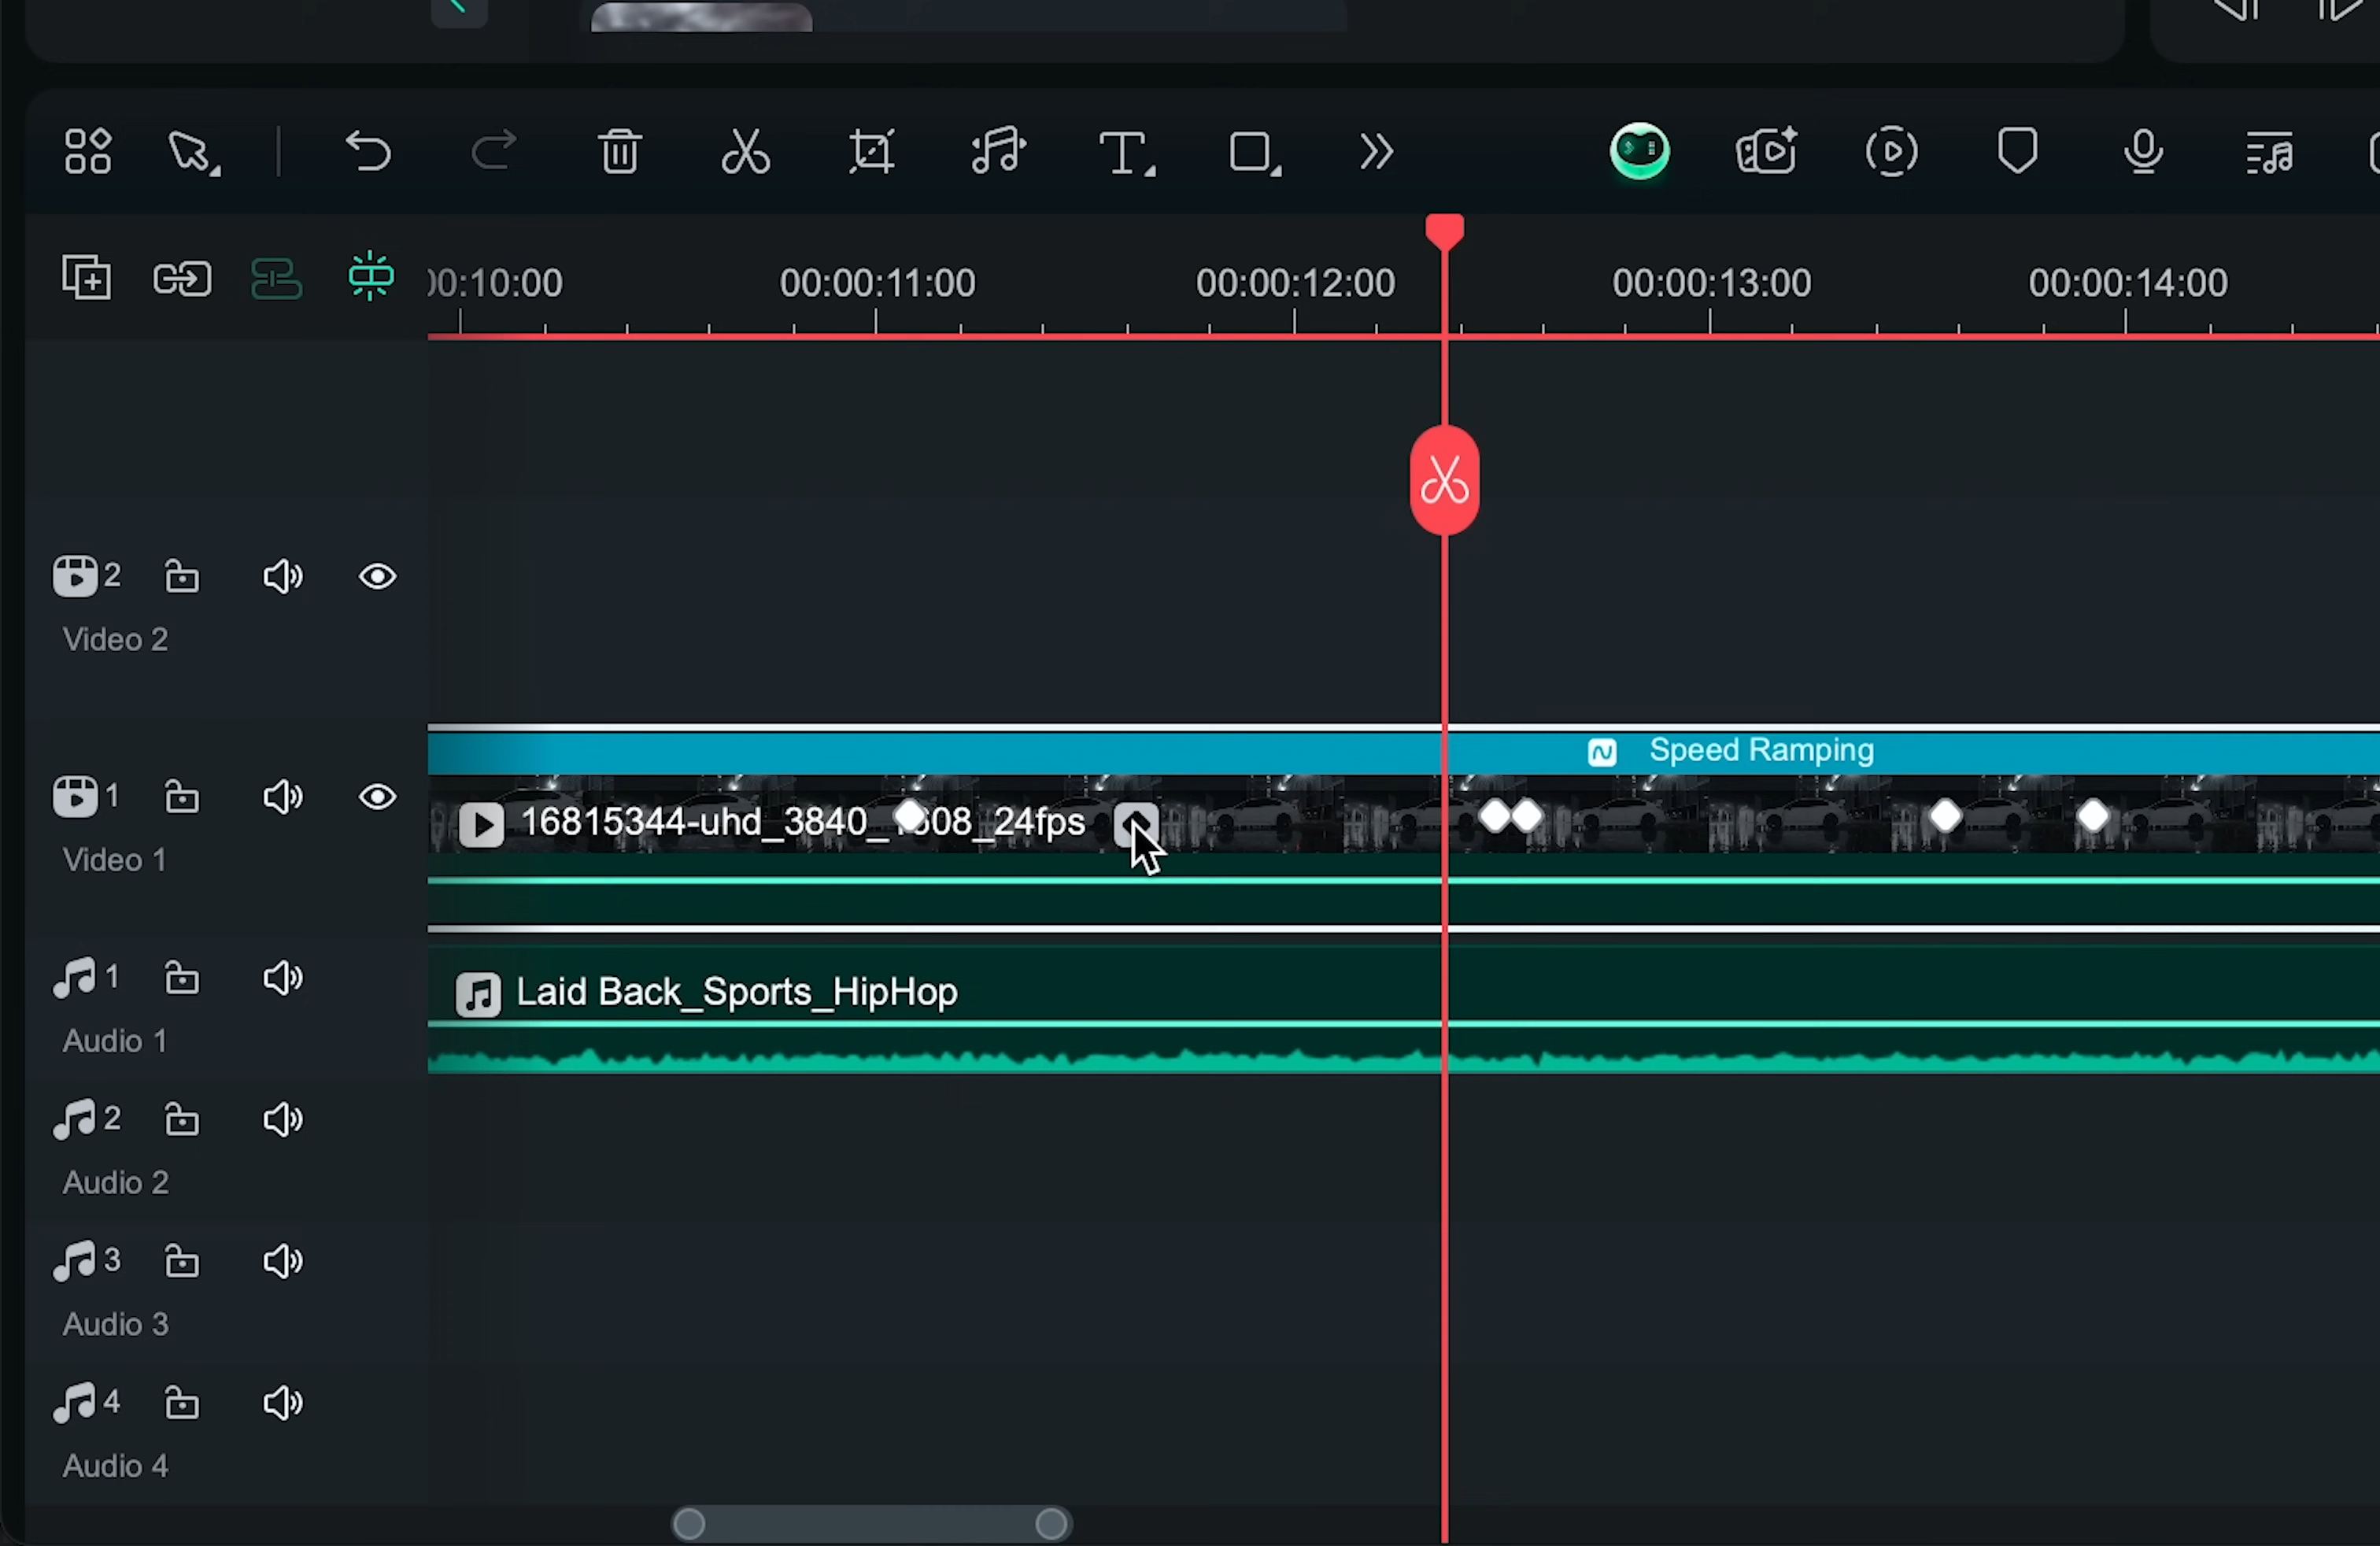 00:10:00 00:00:11:00 00:00:12:00 00:00:13:00 00:00:14:00
2
Video 2
Speed Ramping
1
16815344-uhd_3840_1608_24fps
Video 1
1
Laid Back_Sports_HipHop
Audio 1
2
Audio 2
3
Audio 3
4
Audio 4